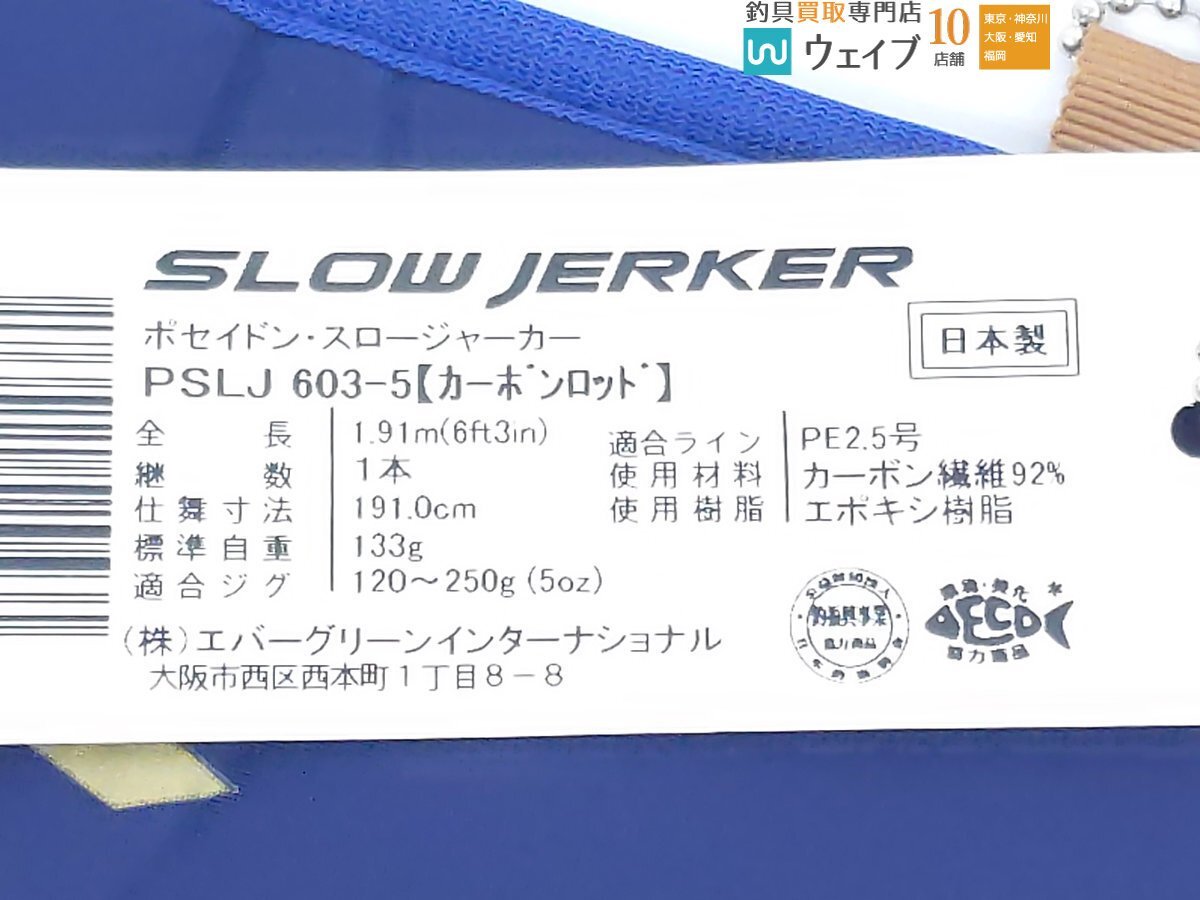 釣具買取専門店
ウェイブ
10
店舗
東京・神奈川
大阪・愛知
福岡
SLOW JERKER
ポセイドン・スロージャーカー
日本製
PSLJ 603-5【カーボンロッド】
全長 1.91m(6ft3in)
継数 1本
仕舞寸法 191.0cm
標準自重 133g
適合ジグ 120～250g (5oz)
適合ライン PE2.5号
使用材料 カーボン繊維92%
使用樹脂 エポキシ樹脂
(株)エバーグリーンインターナショナル
大阪市西区西本町1丁目8-8
ECO
協力商品